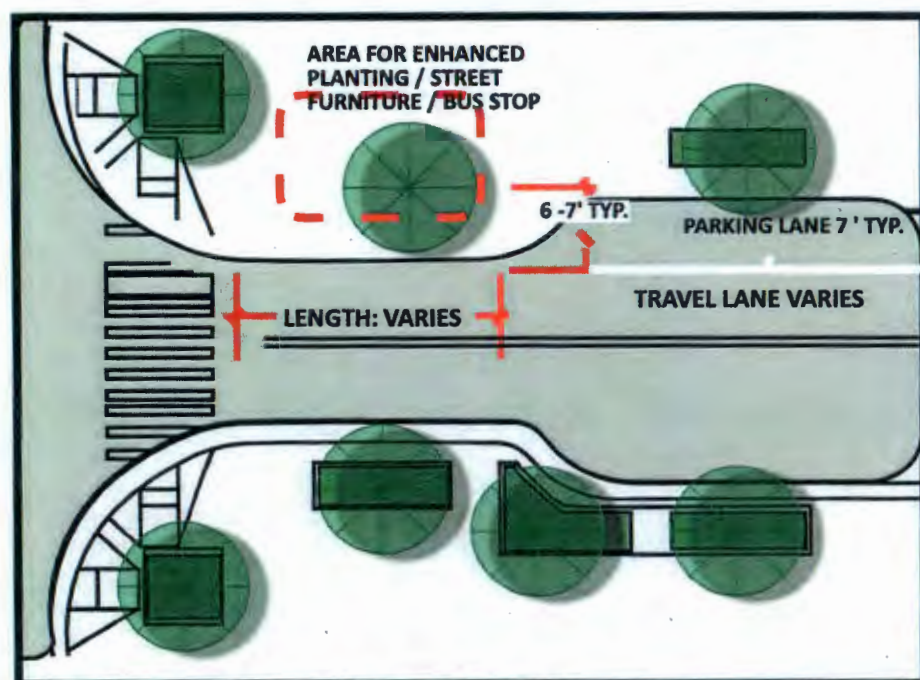 AREA FOR ENHANCED
PLANTING / STREET
FURNITURE / BUS STOP
6 -7' TYP.
PARKING LANE 7 ' TYP.
LENGTH: VARIES
TRAVEL LANE VARIES